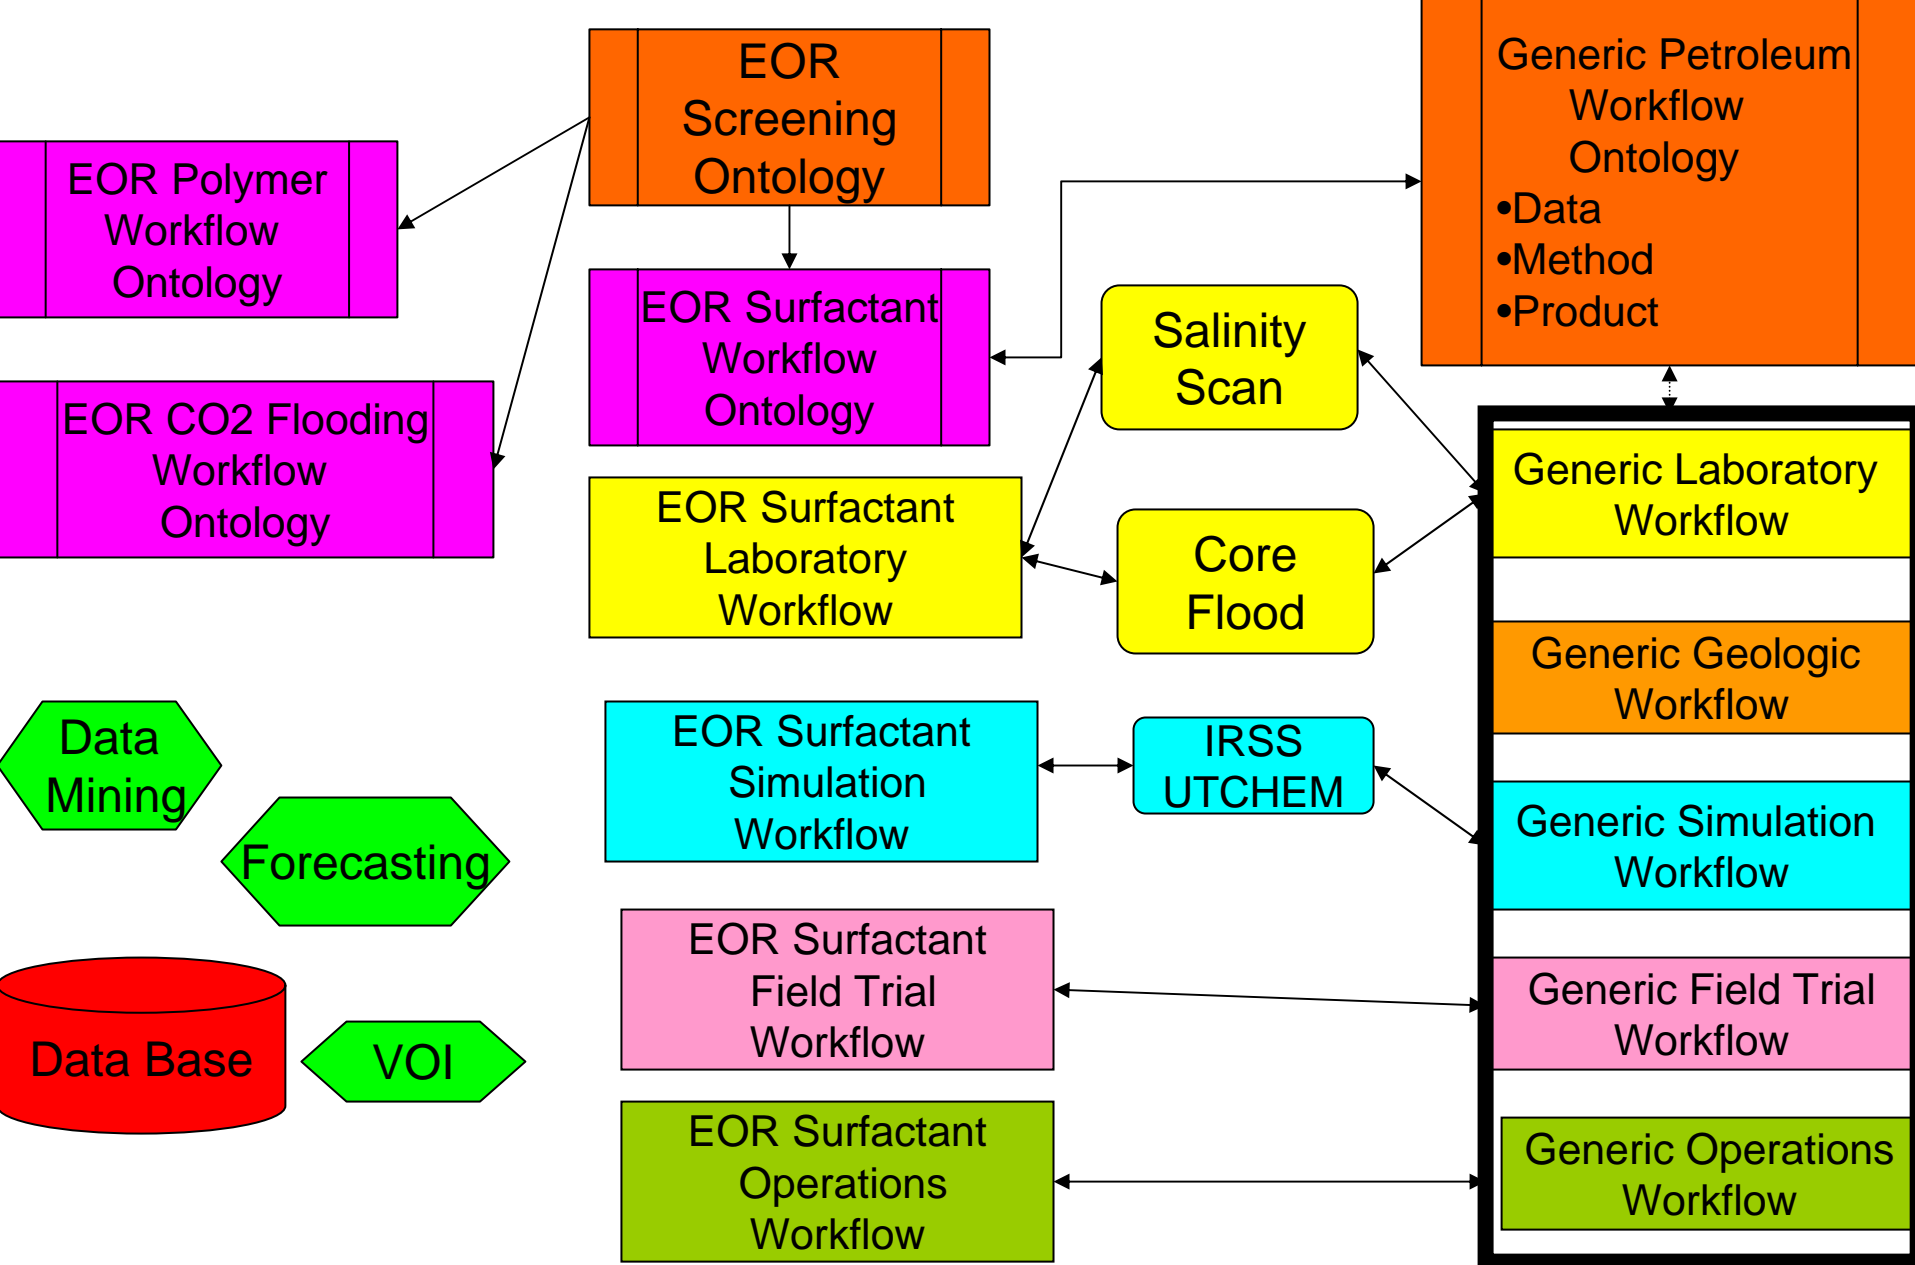 EOR
Screening
Ontology
Generic Petroleum
Workflow
Ontology
•Data
•Method
•Product
EOR Polymer
Workflow
Ontology
EOR Surfactant
Workflow
Ontology
Salinity
Scan
EOR CO2 Flooding
Workflow
Ontology
EOR Surfactant
Laboratory
Workflow
Core
Flood
Generic Laboratory
Workflow
Generic Geologic
Workflow
Data
Mining
EOR Surfactant
Simulation
Workflow
IRSS
UTCHEM
Generic Simulation
Workflow
Forecasting
EOR Surfactant
Field Trial
Workflow
Generic Field Trial
Workflow
Data Base
VOI
EOR Surfactant
Operations
Workflow
Generic Operations
Workflow